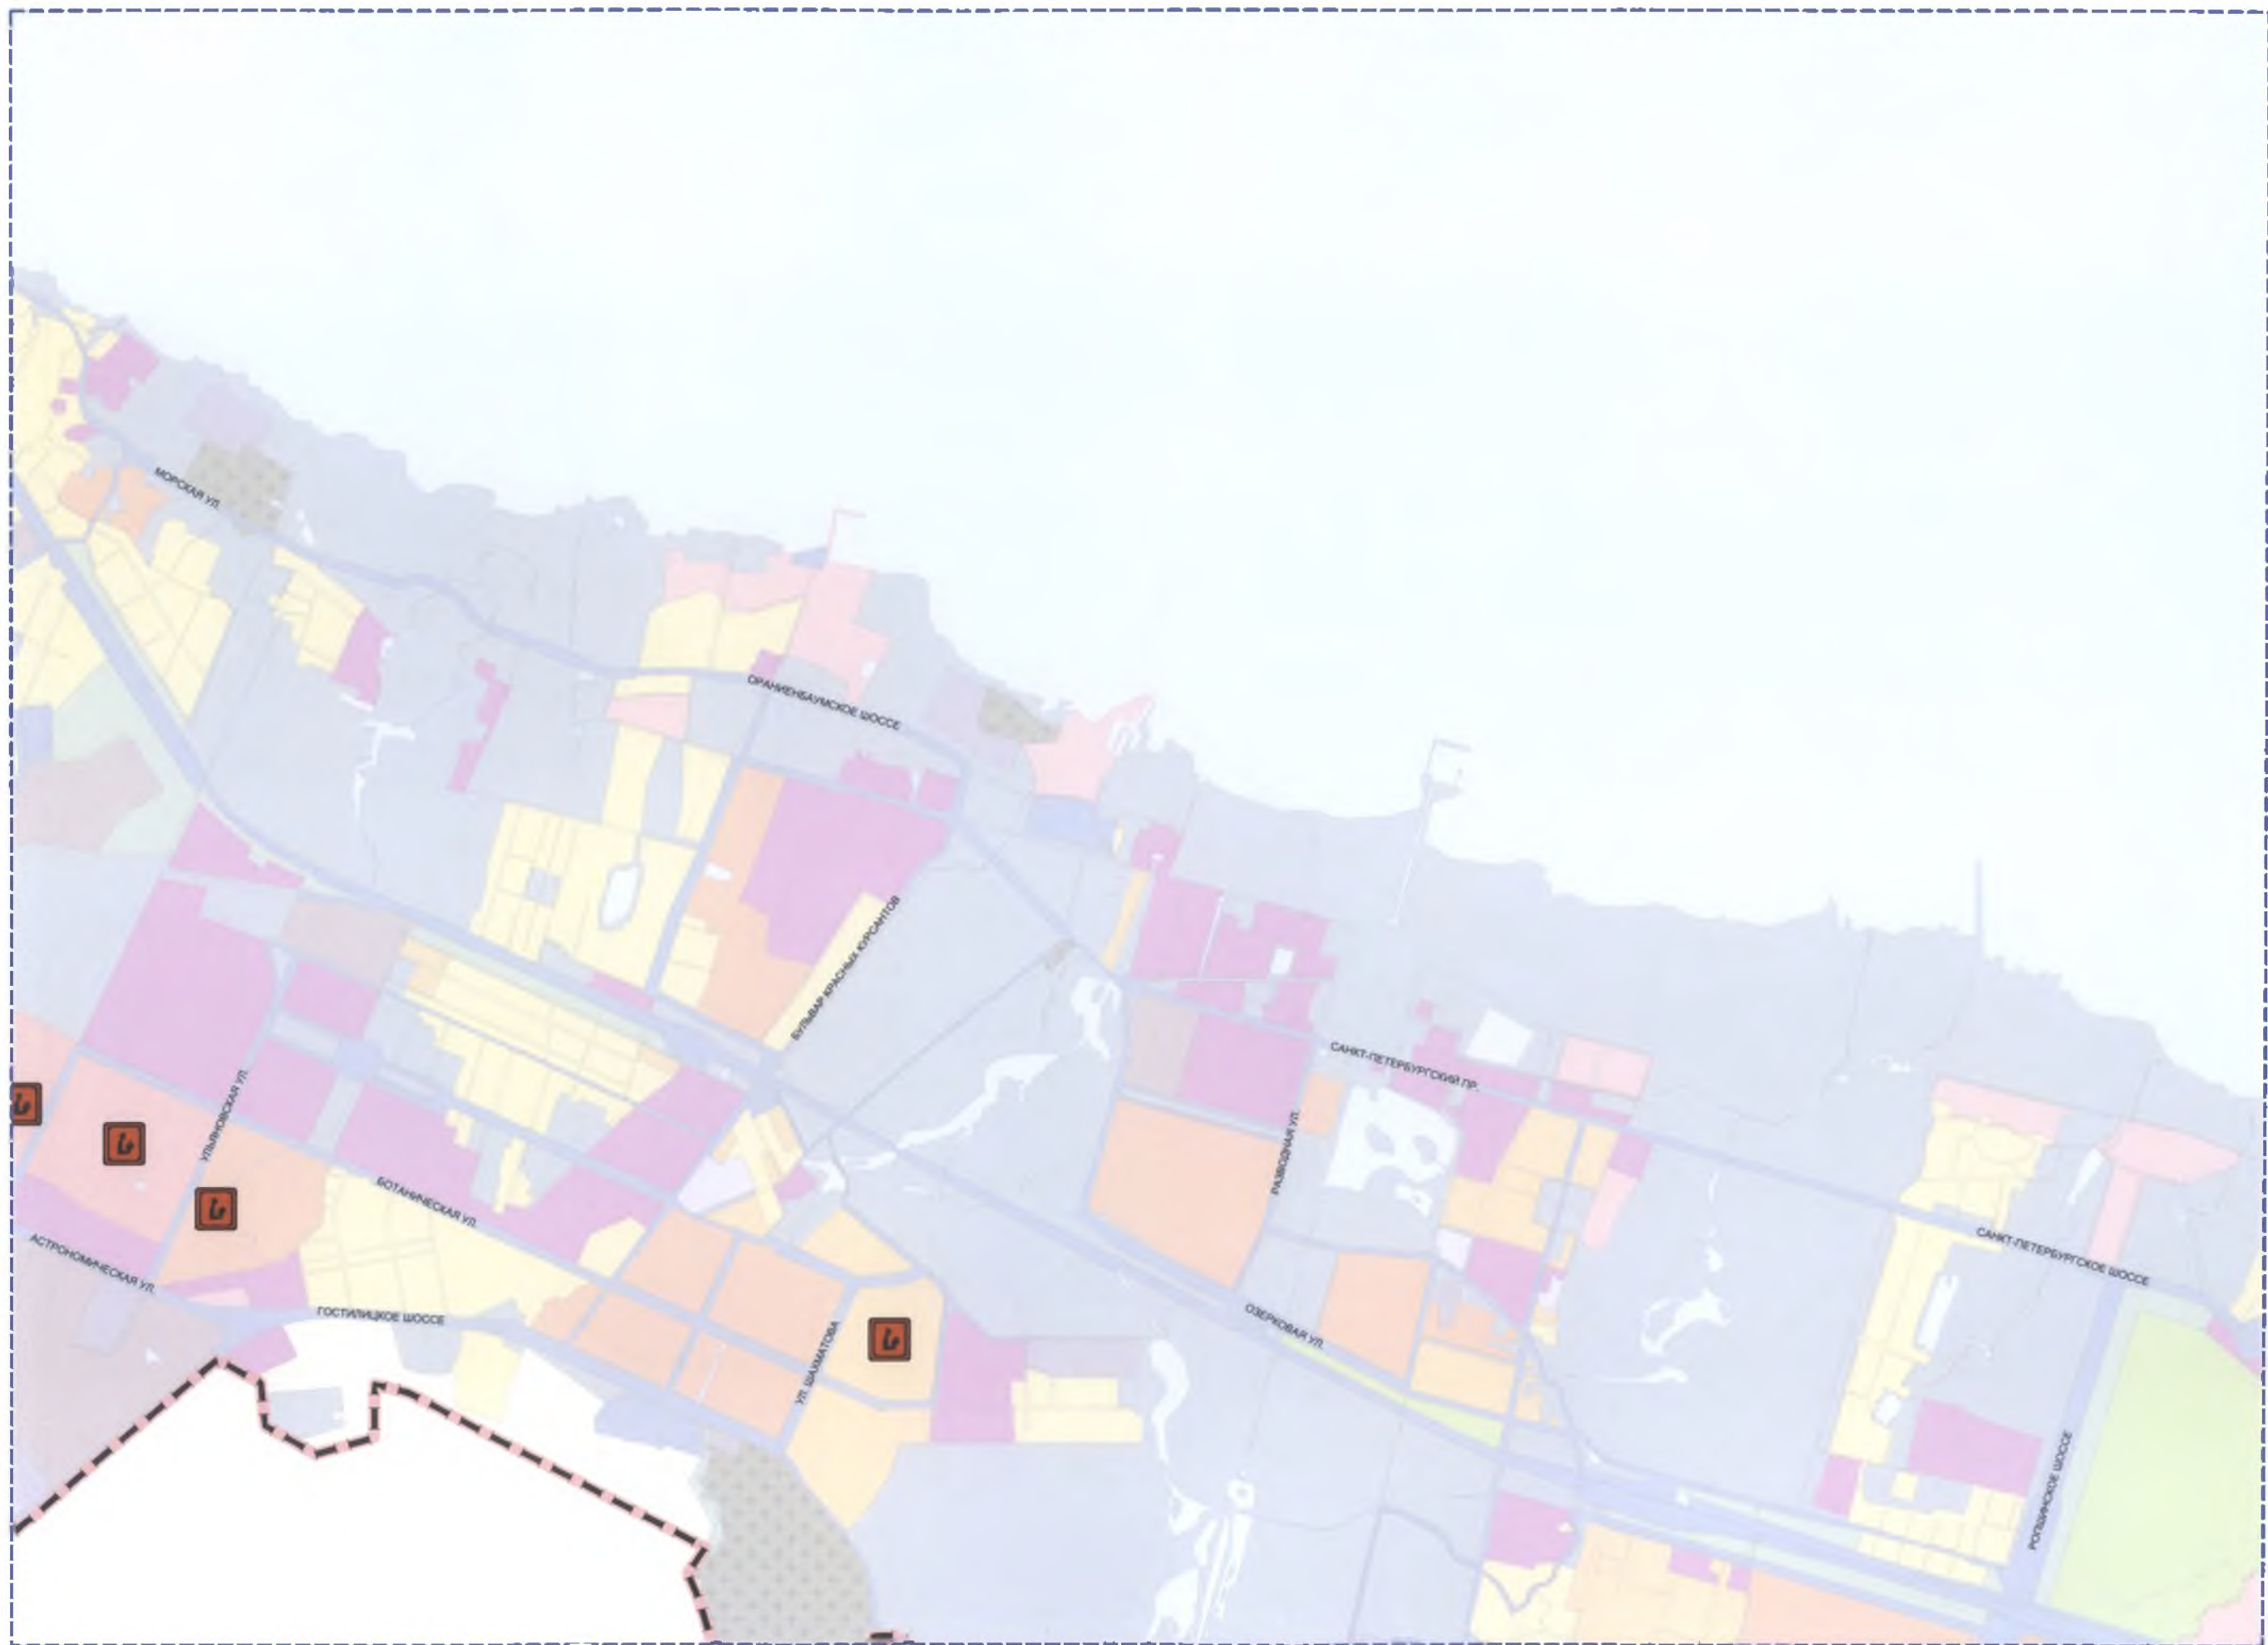 МОРСКАЯ УЛ.
ОРАНИЕНБАУМСКОЕ ШОССЕ
БУЛЬВАР КРАСНЫХ КУРСАНТОВ
САНКТ-ПЕТЕРБУРГСКИЙ ПР.
УЛЬЯНОВСКАЯ УЛ.
РАЗВОДНАЯ УЛ.
БОТАНИЧЕСКАЯ УЛ.
АСТРОНОМИЧЕСКАЯ УЛ.
САНКТ-ПЕТЕРБУРГСКОЕ ШОССЕ
ГОСТИЛИЦКОЕ ШОССЕ
ОЗЕРКОВАЯ УЛ.
УЛ. ШАХМАТОВА
РОПШИНСКОЕ ШОССЕ